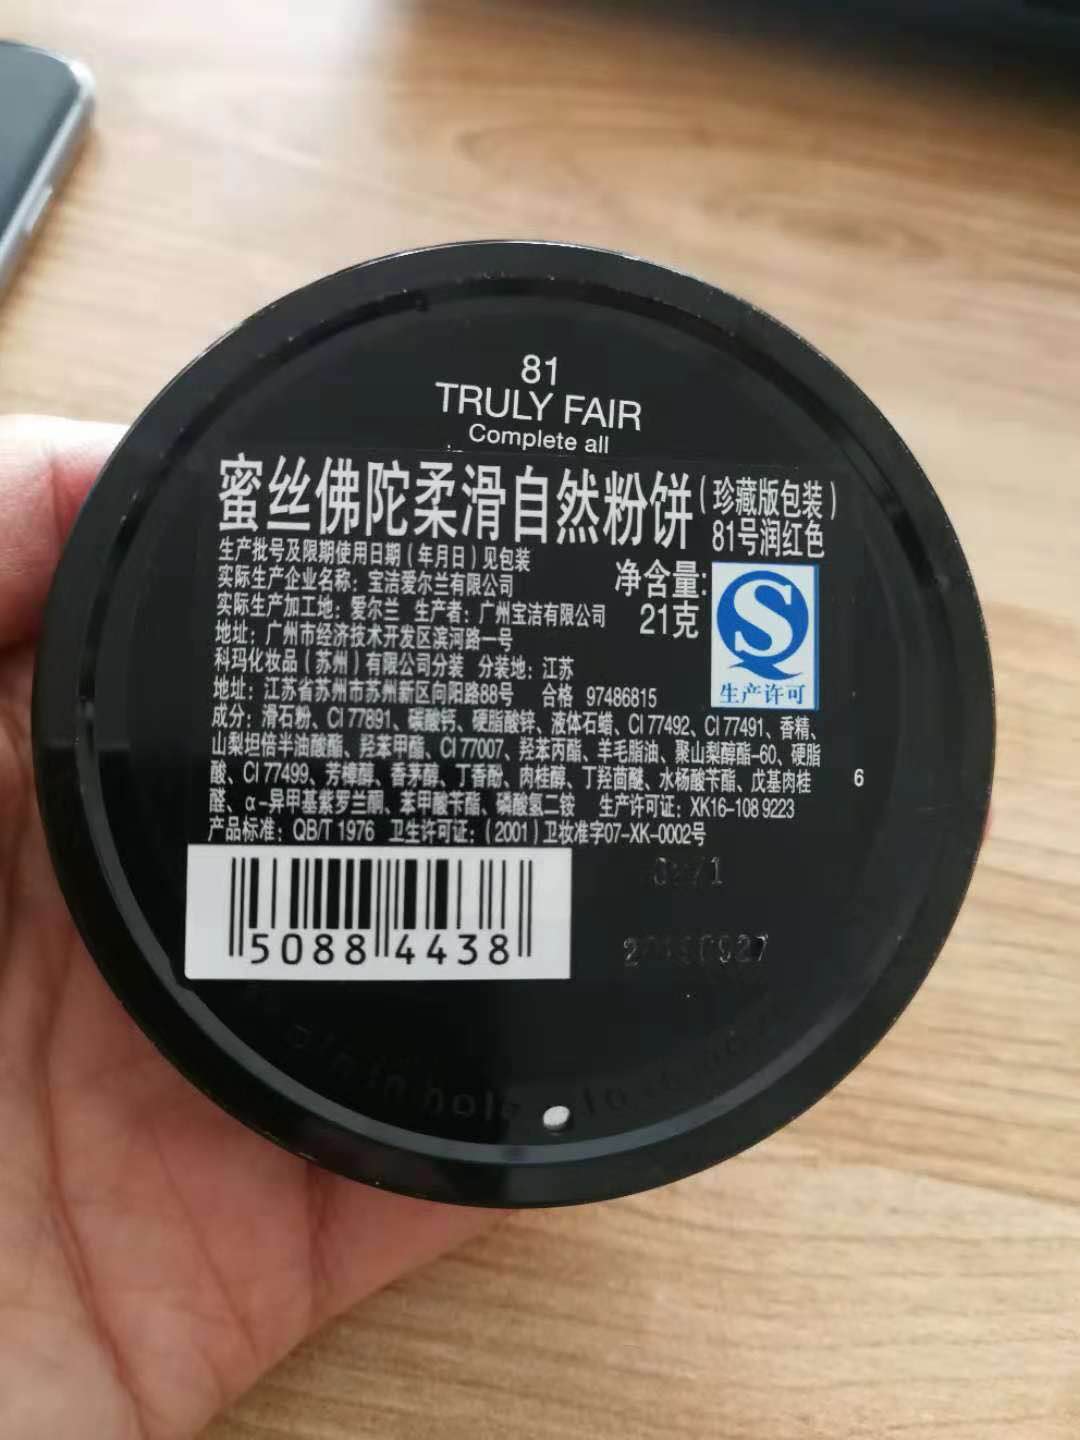 81
TRULY FAIR
Complete all
蜜丝佛陀柔滑自然粉饼(珍藏版包装)
81号润红色
生产批号及限期使用日期(年月日)见包装
实际生产企业名称:宝洁爱尔兰有限公司
净含量:
21克
实际生产加工地:爱尔兰 生产者:广州宝洁有限公司
地址:广州市经济技术开发区滨河路一号
科玛化妆品(苏州)有限公司分装 分装地:江苏
地址:江苏省苏州市苏州新区向阳路88号 合格 97486815
生产许可
成分:滑石粉、CI 77891、碳酸钙、硬脂酸锌、液体石蜡、CI 77492、CI 77491、香精、
山梨坦倍半油酸酯、羟苯甲酯、CI 77007、羟苯丙酯、羊毛脂油、聚山梨醇酯-60、硬脂
酸、CI 77499、芳樟醇、香茅醇、丁香酚、肉桂醇、丁羟茴醚、水杨酸苄酯、戊基肉桂
醛、α-异甲基紫罗兰酮、苯甲酸苄酯、磷酸氢二铵 生产许可证:XK16-108 9223
产品标准:QB/T 1976 卫生许可证:(2001)卫妆准字07-XK-0002号
6
50884438